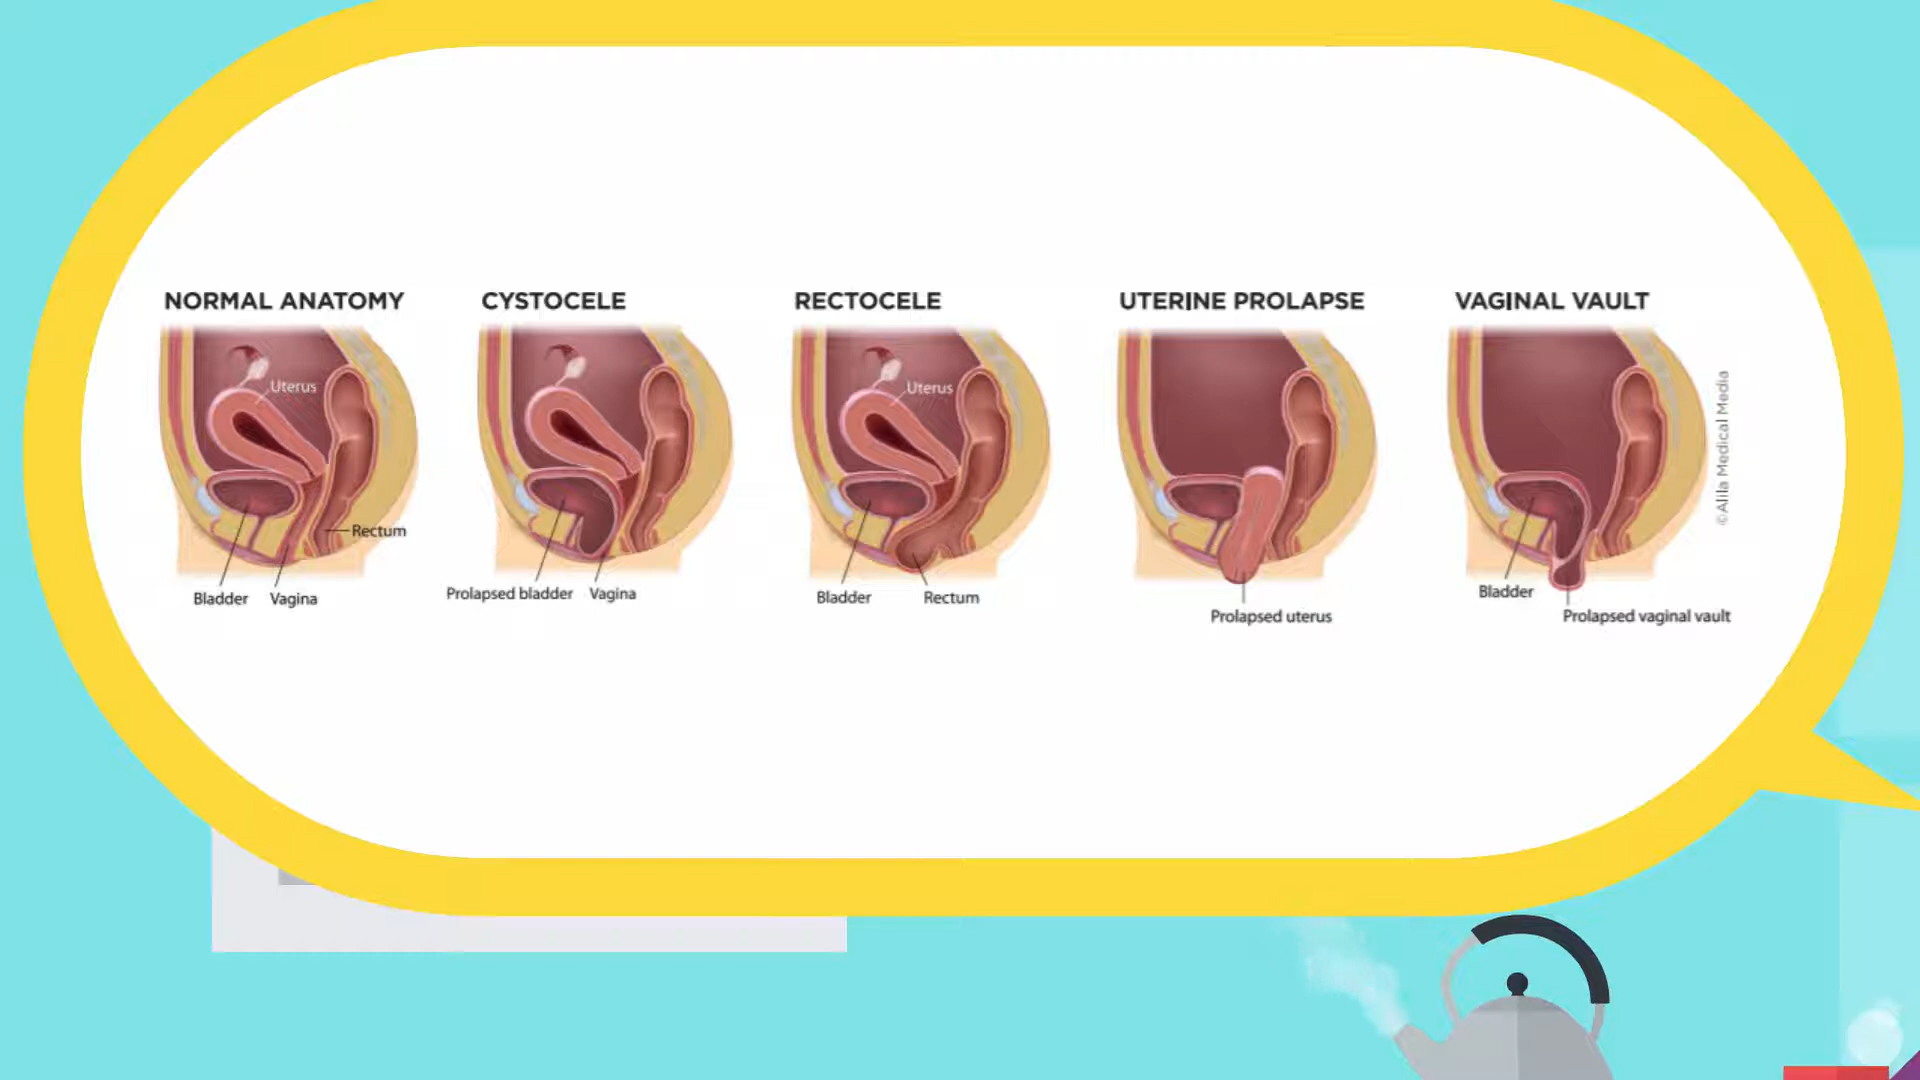 NORMAL ANATOMY
Uterus
Rectum
Bladder
Vagina
CYSTOCELE
Prolapsed bladder
Vagina
RECTOCELE
Uterus
Bladder
Rectum
UTERINE PROLAPSE
Prolapsed uterus
VAGINAL VAULT
Bladder
Prolapsed vaginal vault
©Alila Medical Media